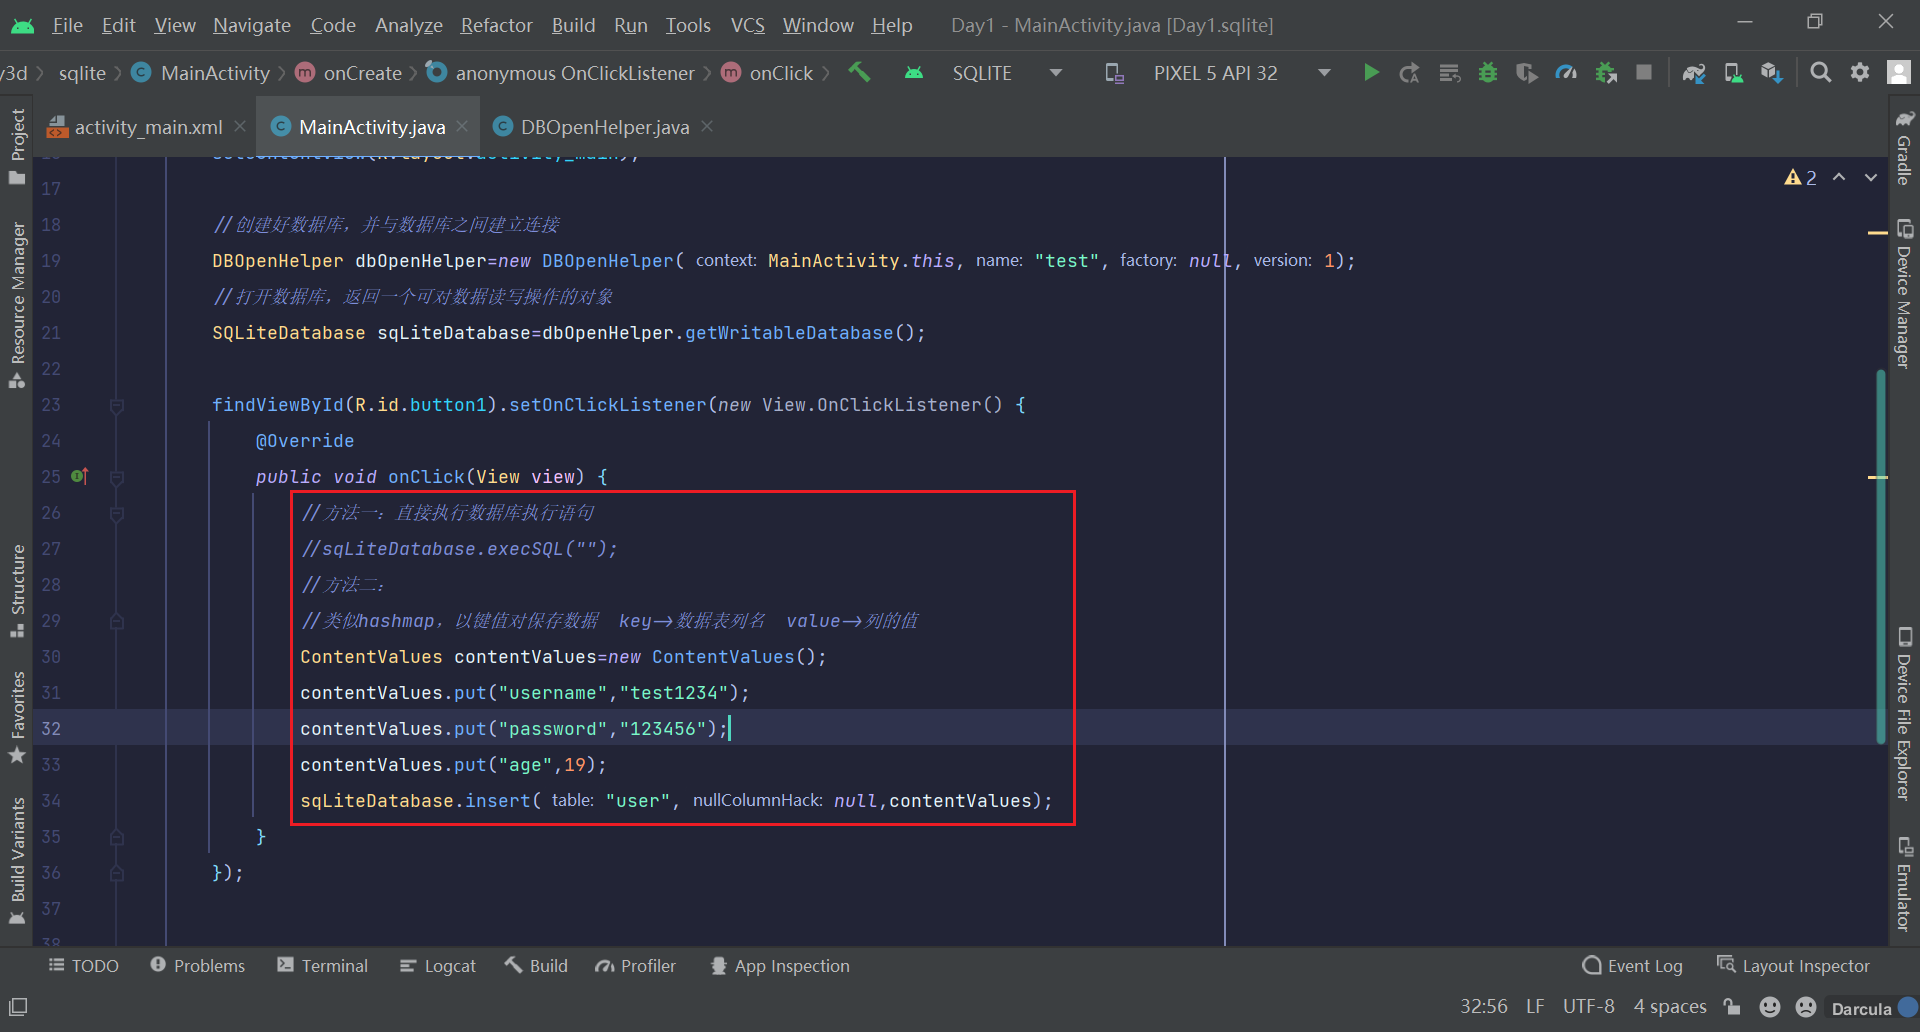 File Edit View Navigate Code Analyze Refactor Build Run Tools VCS Window Help Day1 - MainActivity.java [Day1.sqlite]
y3d sqlite MainActivity onCreate anonymous OnClickListener onClick SQLITE PIXEL 5 API 32
activity_main.xml MainActivity.java DBOpenHelper.java
Project
Resource Manager
Structure
Favorites
Build Variants
2
17
18 //创建好数据库，并与数据库之间建立连接
19 DBOpenHelper dbOpenHelper=new DBOpenHelper( context: MainActivity.this, name: "test", factory: null, version: 1);
20 //打开数据库，返回一个可对数据读写操作的对象
21 SQLiteDatabase sqLiteDatabase=dbOpenHelper.getWritableDatabase();
22
23 findViewById(R.id.button1).setOnClickListener(new View.OnClickListener() {
24 @Override
25 public void onClick(View view) {
26 //方法一：直接执行数据库执行语句
27 //sqLiteDatabase.execSQL("");
28 //方法二：
29 //类似hashmap，以键值对保存数据 key->数据表列名 value->列的值
30 ContentValues contentValues=new ContentValues();
31 contentValues.put("username","test1234");
32 contentValues.put("password","123456");
33 contentValues.put("age",19);
34 sqLiteDatabase.insert( table: "user", nullColumnHack: null,contentValues);
35 }
36 });
37
38
Gradle
Device Manager
Device File Explorer
Emulator
TODO Problems Terminal Logcat Build Profiler App Inspection Event Log Layout Inspector
32:56 LF UTF-8 4 spaces Darcula